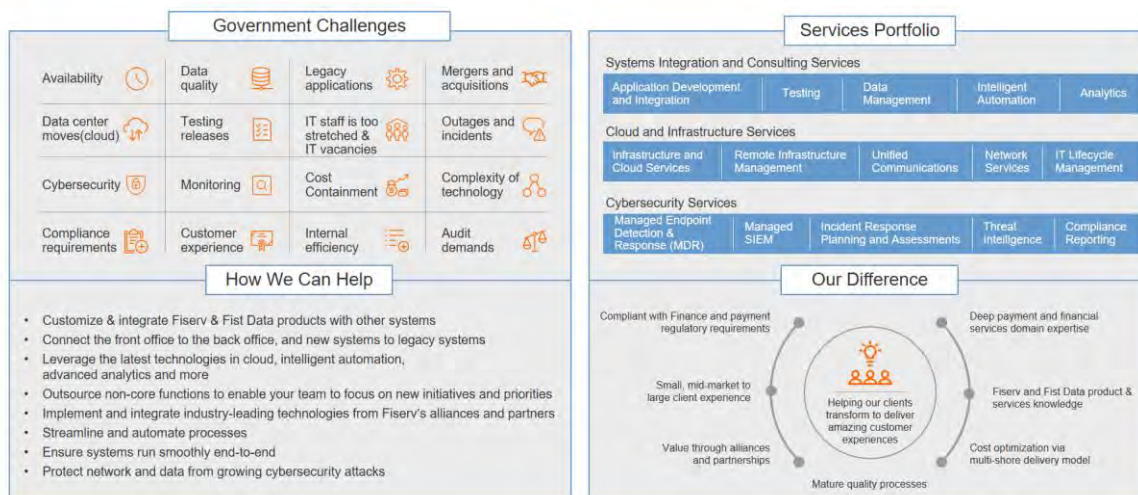 Government Challenges
Availability
Data
quality
Legacy
applications
Mergers and
acquisitions
Data center
moves(cloud)
Testing
releases
IT staff is too
stretched &
IT vacancies
Outages and
incidents
Cybersecurity
Monitoring
Cost
Containment
Complexity of
technology
Compliance
requirements
Customer
experience
Internal
efficiency
Audit
demands
How We Can Help
• Customize & integrate Fiserv & Fist Data products with other systems
• Connect the front office to the back office, and new systems to legacy systems
• Leverage the latest technologies in cloud, intelligent automation,
advanced analytics and more
• Outsource non-core functions to enable your team to focus on new initiatives and priorities
• Implement and integrate industry-leading technologies from Fiserv's alliances and partners
• Streamline and automate processes
• Ensure systems run smoothly end-to-end
• Protect network and data from growing cybersecurity attacks
Services Portfolio
Systems Integration and Consulting Services
Application Development
and Integration
Testing
Data
Management
Intelligent
Automation
Analytics
Cloud and Infrastructure Services
Infrastructure and
Cloud Services
Remote Infrastructure
Management
Unified
Communications
Network
Services
IT Lifecycle
Management
Cybersecurity Services
Managed Endpoint
Detection &
Response (MDR)
Managed
SIEM
Incident Response
Planning and Assessments
Threat
Intelligence
Compliance
Reporting
Our Difference
Compliant with Finance and payment
regulatory requirements
Small, mid-market to
large client experience
Value through alliances
and partnerships
Mature quality processes
Helping our clients
transform to deliver
amazing customer
experiences
Deep payment and financial
services domain expertise
Fiserv and Fist Data product &
services knowledge
Cost optimization via
multi-shore delivery model